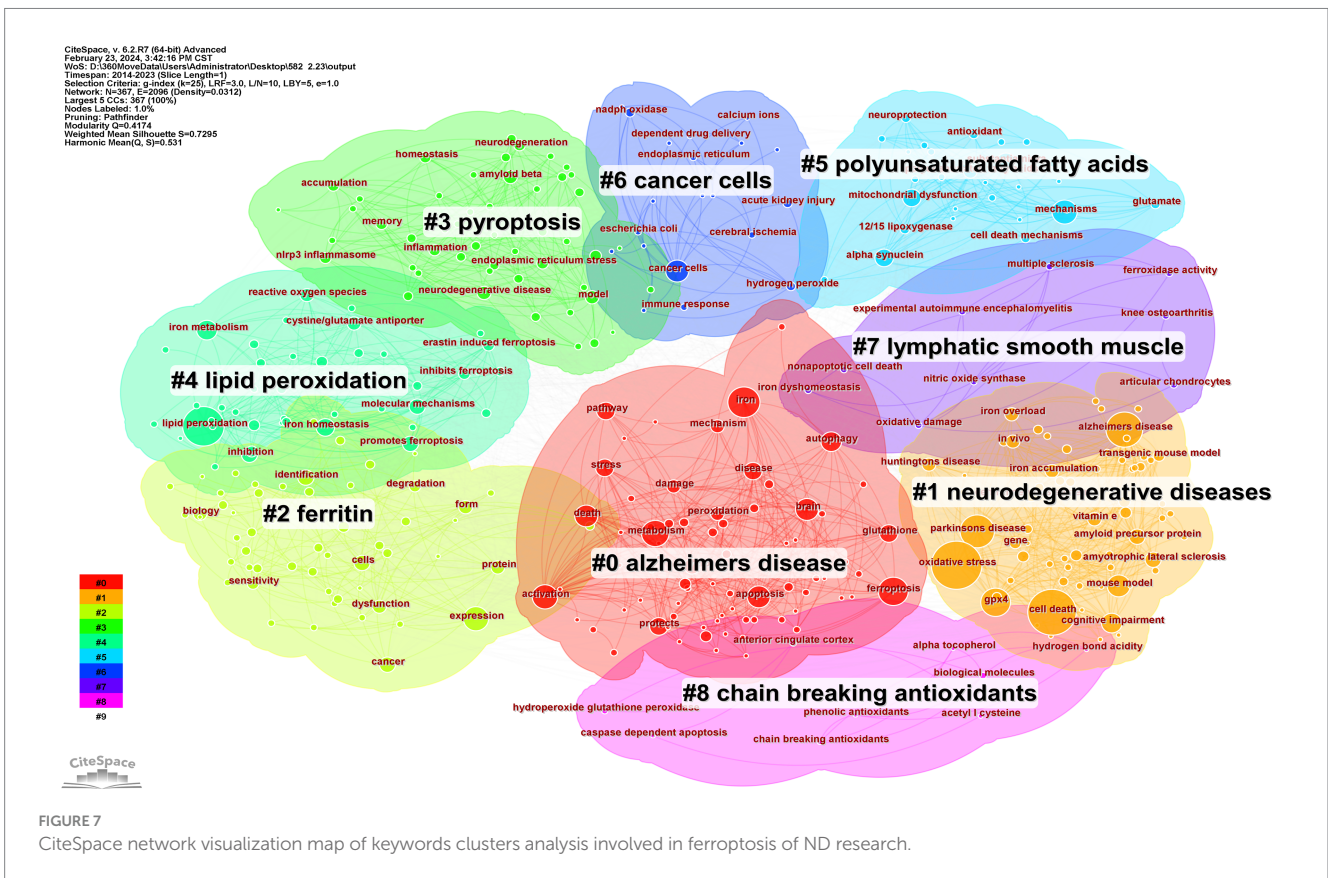 CiteSpace, v. 6.2.R7 (64-bit) Advanced
February 23, 2024, 3:42:16 PM CST
WoS: D:\360MoveData\Users\Administrator\Desktop\582 2.23\output
Timespan: 2014-2023 (Slice Length=1)
Selection Criteria: g-index (k=25), LRF=3.0, L/N=10, LBY=5, e=1.0
Network: N=367, E=2096 (Density=0.0312)
Largest 5 CCs: 367 (100%)
Nodes Labeled: 1.0%
Pruning: Pathfinder
Modularity Q=0.4174
Weighted Mean Silhouette S=0.7295
Harmonic Mean(Q, S)=0.531
#3 pyroptosis
neurodegeneration
homeostasis
amyloid beta
accumulation
memory
inflammation
nlrp3 inflammasome
endoplasmic reticulum stress
neurodegenerative disease
model
#6 cancer cells
nadph oxidase
calcium ions
dependent drug delivery
endoplasmic reticulum
acute kidney injury
escherichia coli
cerebral ischemia
cancer cells
hydrogen peroxide
immune response
#5 polyunsaturated fatty acids
neuroprotection
antioxidant
mitochondrial dysfunction
mechanisms
glutamate
12/15 lipoxygenase
cell death mechanisms
alpha synuclein
#7 lymphatic smooth muscle
multiple sclerosis
ferroxidase activity
experimental autoimmune encephalomyelitis
knee ostgoarthritis
nonapoptotic cell death
nitric oxide synthase
iron dyshomeostasis
articular chondrocytes
oxidative damage
#4 lipid peroxidation
reactive oxygen species
iron metabolism
cystine/glutamate antiporter
erastin induced ferroptosis
inhibits ferroptosis
molecular mechanisms
lipid peroxidation
iron homeostasis
promotes ferroptosis
inhibition
#2 ferritin
identification
degradation
biology
form
cells
protein
sensitivity
dysfunction
expression
cancer
#0 alzheimers disease
iron
pathway
mechanism
autophagy
stress
disease
damage
death
peroxidation
brain
metabolism
glutathione
activation
apoptosis
ferroptosis
protects
anterior cingulate cortex
#1 neurodegenerative diseases
iron overload
alzheimers disease
in vivo
transgenic mouse model
huntingtons disease
iron accumulation
vitamin e
parkinsons disease
gene
amyloid precursor protein
oxidative stress
amyotrophic lateral sclerosis
mouse model
gpx4
cell death
cognitive impairment
hydrogen bond acidity
#8 chain breaking antioxidants
alpha tocopherol
biological molecules
hydroperoxide glutathione peroxidase
phenolic antioxidants
acetyl l cysteine
caspase dependent apoptosis
chain breaking antioxidants
#0
#1
#2
#3
#4
#5
#6
#7
#8
#9
CiteSpace
FIGURE 7
CiteSpace network visualization map of keywords clusters analysis involved in ferroptosis of ND research.